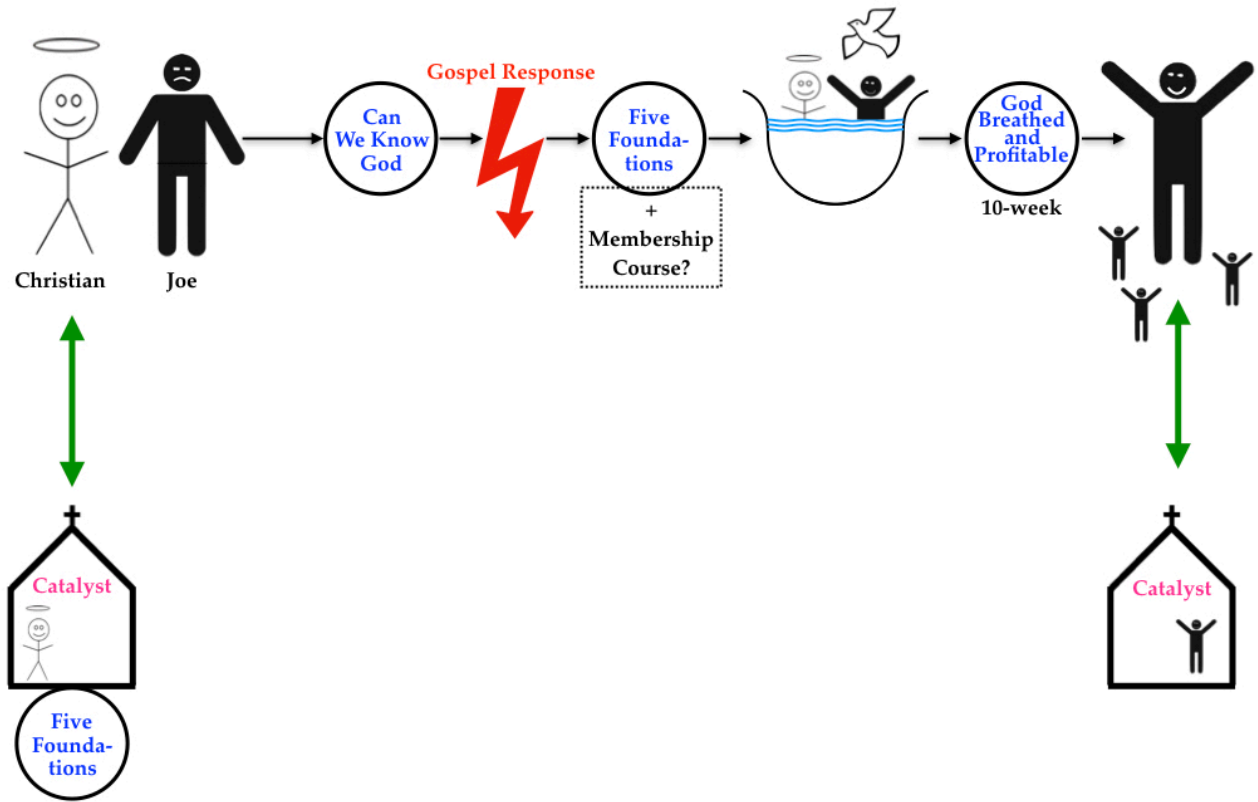 Gospel Response
Can
We Know
God
Five
Founda-
tions
God
Breathed
and
Profitable
10-week
+
Membership
Course?
Christian
Joe
Catalyst
Five
Founda-
tions
Catalyst